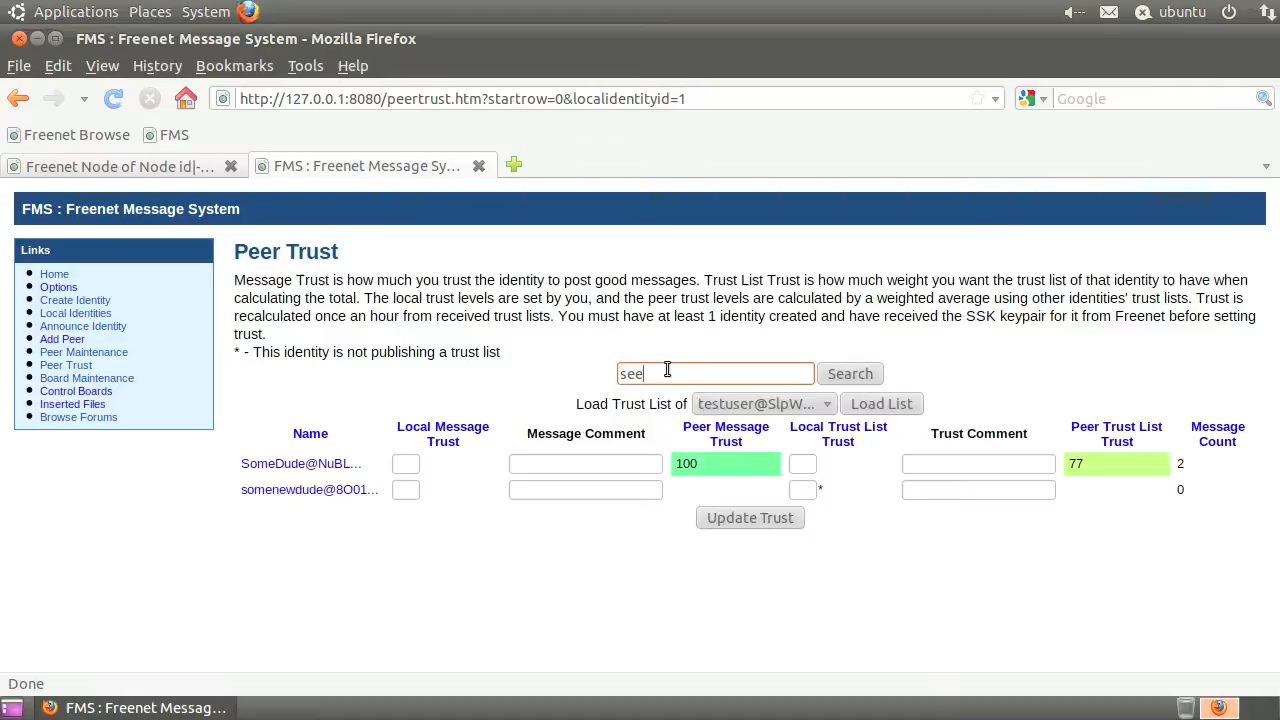 Applications Places System ubuntu
FMS : Freenet Message System - Mozilla Firefox
File Edit View History Bookmarks Tools Help
http://127.0.0.1:8080/peertrust.htm?startrow=0&localidentityid=1 Google
Freenet Browse FMS
Freenet Node of Node id|-... FMS : Freenet Message Sy...
FMS : Freenet Message System
Links
Home
Options
Create Identity
Local Identities
Announce Identity
Add Peer
Peer Maintenance
Peer Trust
Board Maintenance
Control Boards
Inserted Files
Browse Forums
Peer Trust
Message Trust is how much you trust the identity to post good messages. Trust List Trust is how much weight you want the trust list of that identity to have when
calculating the total. The local trust levels are set by you, and the peer trust levels are calculated by a weighted average using other identities' trust lists. Trust is
recalculated once an hour from received trust lists. You must have at least 1 identity created and have received the SSK keypair for it from Freenet before setting
trust.
* - This identity is not publishing a trust list
see Search
Load Trust List of testuser@SlpW... Load List
Name Local Message Trust Message Comment Peer Message Trust Local Trust List Trust Trust Comment Peer Trust List Trust Message Count
SomeDude@NuBL... 100 77 2
somenewdude@8O01... * 0
Update Trust
Done
FMS : Freenet Messag...